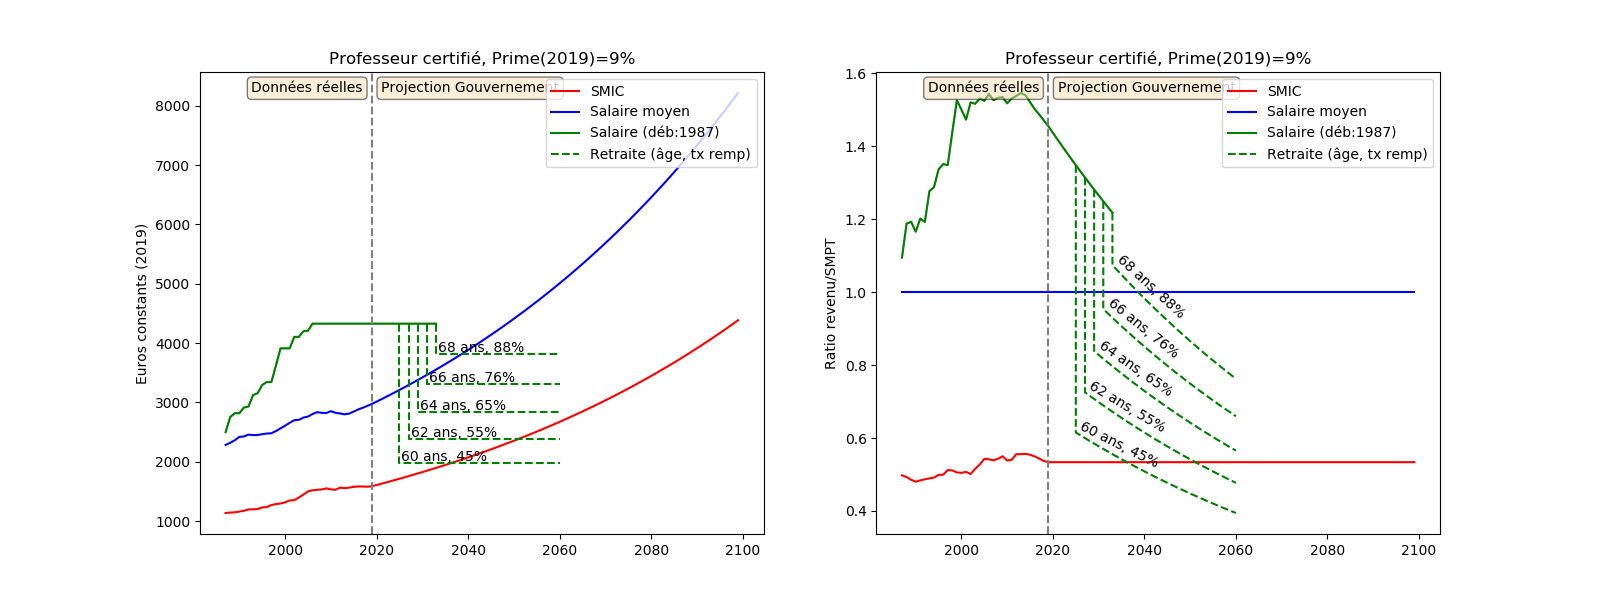 Professeur certifié, Prime(2019)=9%
Données réelles
Projection Gouvernement
SMIC
Salaire moyen
Salaire (déb:1987)
Retraite (âge, tx remp)
Euros constants (2019)
8000
7000
6000
5000
4000
3000
2000
1000
68 ans, 88%
66 ans, 76%
64 ans, 65%
62 ans, 55%
60 ans, 45%
2000
2020
2040
2060
2080
2100
Professeur certifié, Prime(2019)=9%
Données réelles
Projection Gouvernement
SMIC
Salaire moyen
Salaire (déb:1987)
Retraite (âge, tx remp)
Ratio revenu/SMPT
1.6
1.4
1.2
1.0
0.8
0.6
0.4
68 ans, 88%
66 ans, 76%
64 ans, 65%
62 ans, 55%
60 ans, 45%
2000
2020
2040
2060
2080
2100